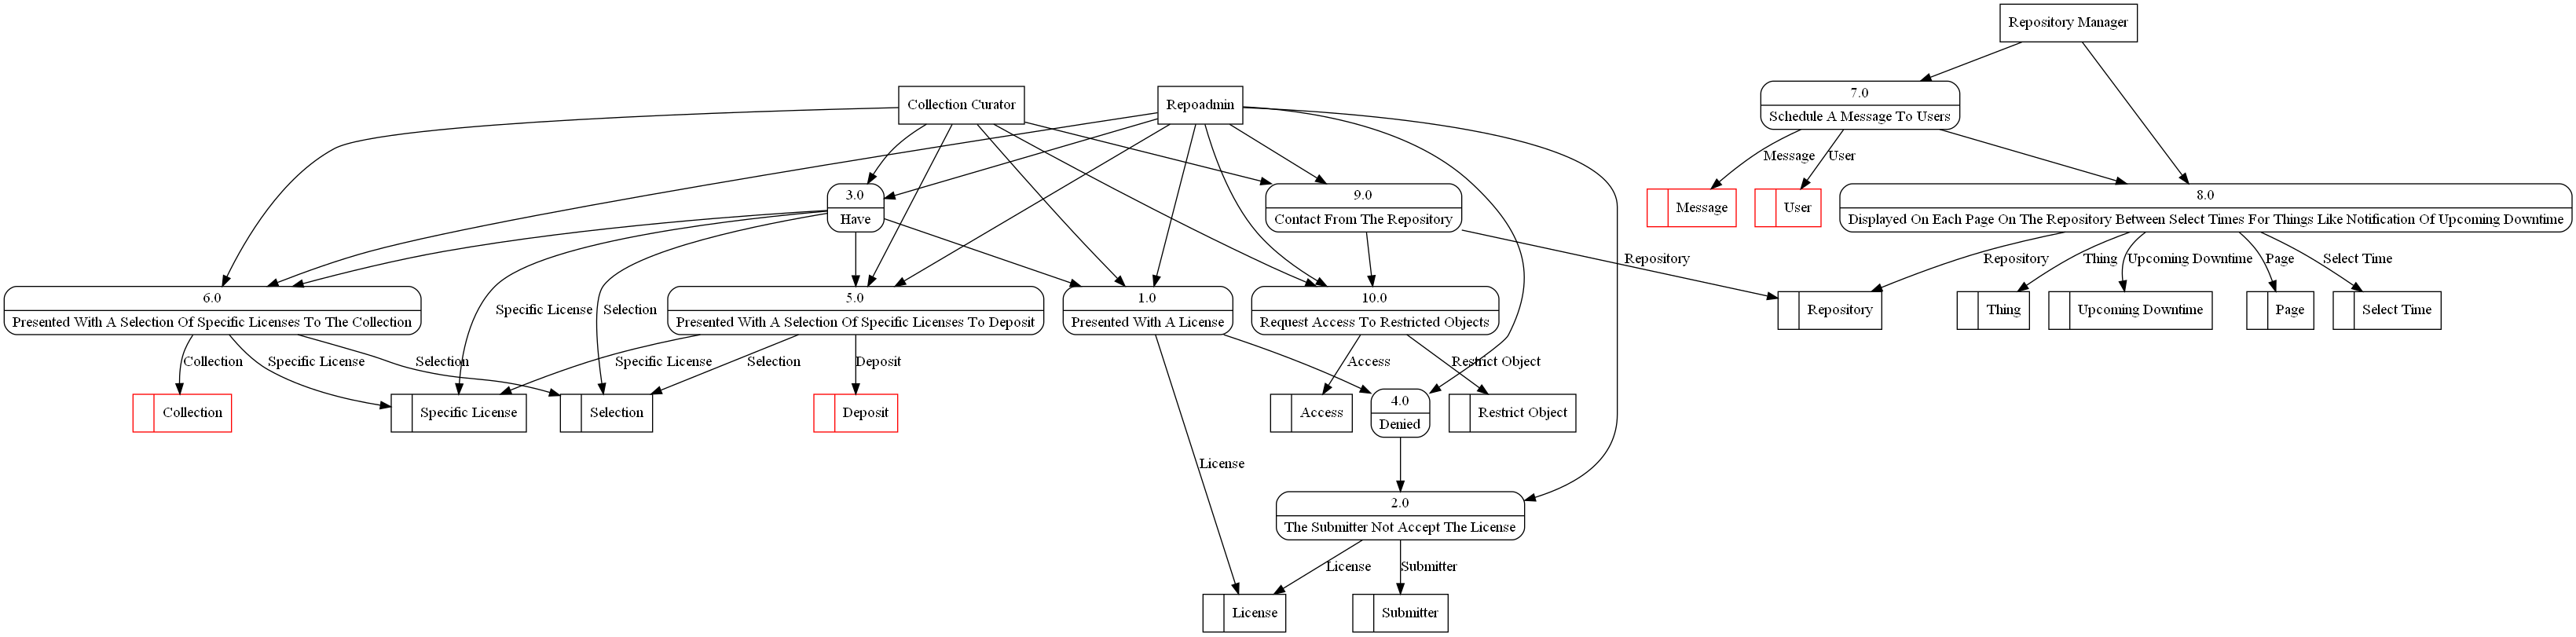 Repository Manager
Collection Curator
Repoadmin
7.0
Schedule A Message To Users
Message
User
3.0
Have
9.0
Contact From The Repository
Message
User
8.0
Displayed On Each Page On The Repository Between Select Times For Things Like Notification Of Upcoming Downtime
Repository
Repository
Thing
Upcoming Downtime
Page
Select Time
6.0
Presented With A Selection Of Specific Licenses To The Collection
Specific License
Selection
5.0
Presented With A Selection Of Specific Licenses To Deposit
1.0
Presented With A License
10.0
Request Access To Restricted Objects
Repository
Thing
Upcoming Downtime
Page
Select Time
Collection
Specific License
Selection
Specific License
Selection
Deposit
Access
Restrict Object
Collection
Specific License
Selection
Deposit
Access
4.0
Denied
Restrict Object
License
2.0
The Submitter Not Accept The License
License
Submitter
License
Submitter